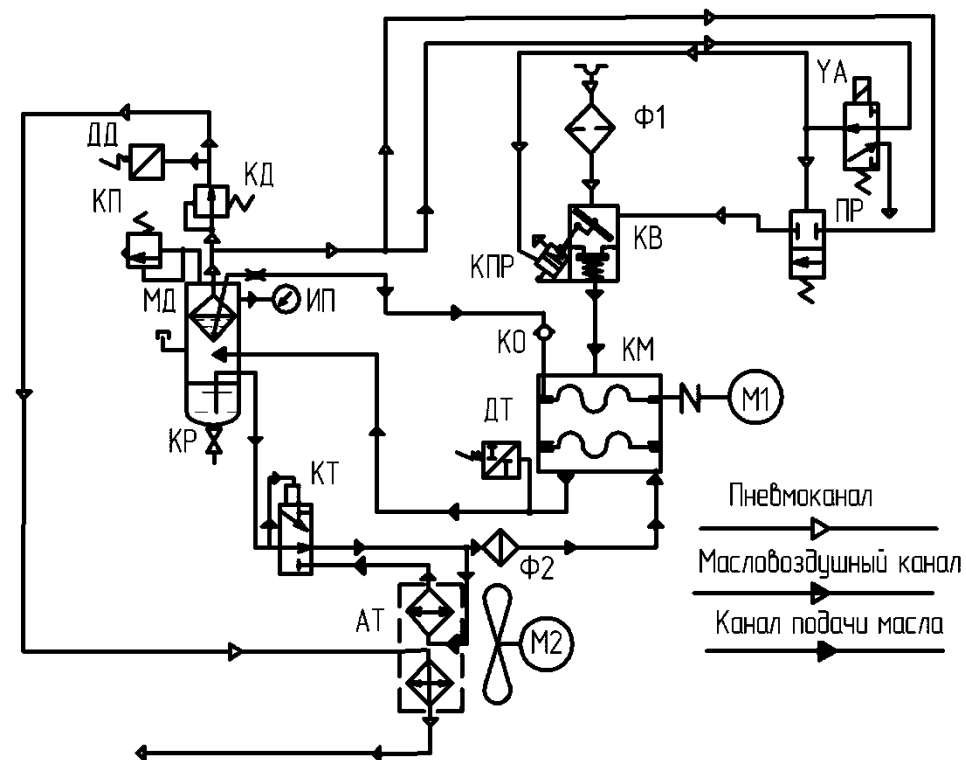 YA
Ф1
ДД
КП
КД
ПР
КВ
КПР
МД
ИП
КО
КМ
М1
ДТ
КР
КТ
Пневмоканал
Масловоздушный канал
Ф2
АТ
М2
Канал подачи масла